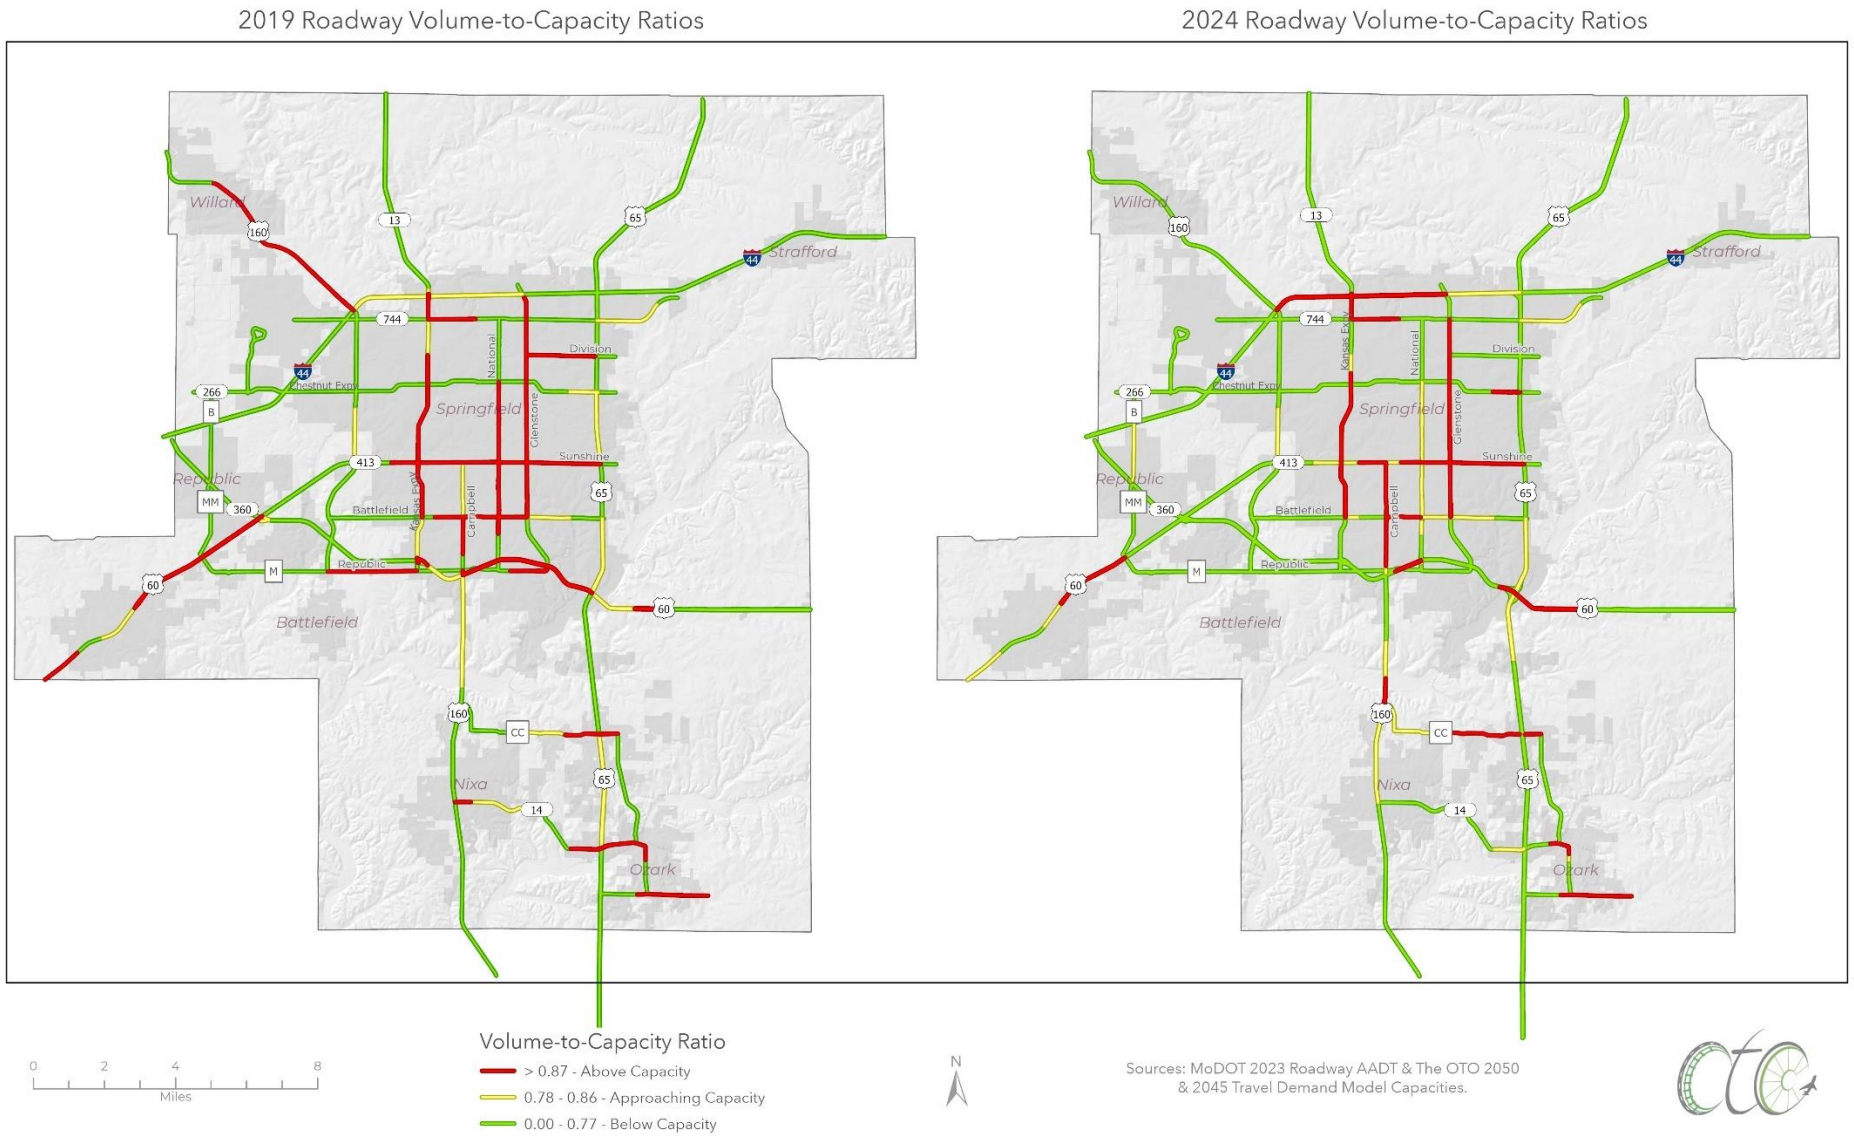 2019 Roadway Volume-to-Capacity Ratios
2024 Roadway Volume-to-Capacity Ratios
Willard
160
13
65
44
Strafford
744
National
Division
44
Chestnut Expy
266
B
Springfield
Glenstone
413
Sunshine
Republic
Kansas Expy
Campbell
65
MM
360
Battlefield
M
Republic
60
60
Battlefield
160
CC
65
Nixa
14
Ozark
Willard
160
13
65
44
Strafford
744
Kansas Expy
National
Division
44
Chestnut Expy
266
B
Springfield
Glenstone
413
Sunshine
Republic
Campbell
65
MM
360
Battlefield
M
Republic
60
60
Battlefield
160
CC
65
Nixa
14
Ozark
Volume-to-Capacity Ratio
> 0.87 - Above Capacity
0.78 - 0.86 - Approaching Capacity
0.00 - 0.77 - Below Capacity
0 2 4 8
Miles
N
Sources: MoDOT 2023 Roadway AADT & The OTO 2050
& 2045 Travel Demand Model Capacities.
oto